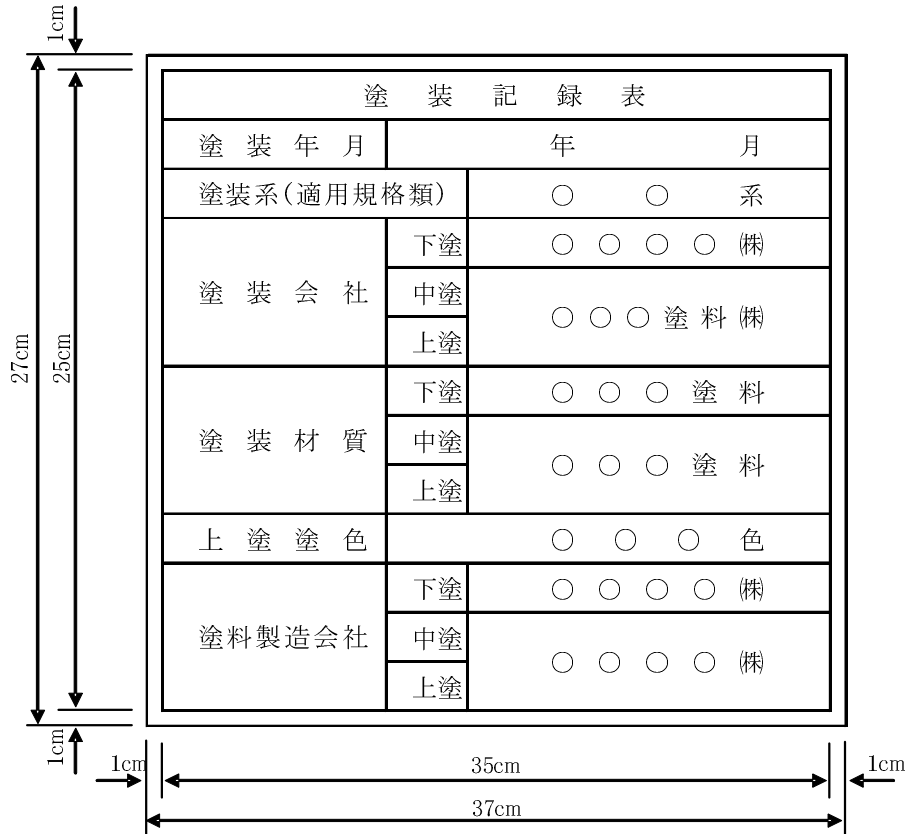 1cm
塗装記録表
塗装年月 年 月
塗装系(適用規格類) ○ ○ 系
塗装会社 下塗 ○○○○㈱
中塗 ○○○塗料㈱
上塗
27cm
25cm
塗装材質 下塗 ○○○塗料
中塗 ○○○塗料
上塗
上塗塗色 ○○○色
塗料製造会社 下塗 ○○○○㈱
中塗 ○○○○㈱
上塗
1cm
1cm 35cm 1cm
37cm